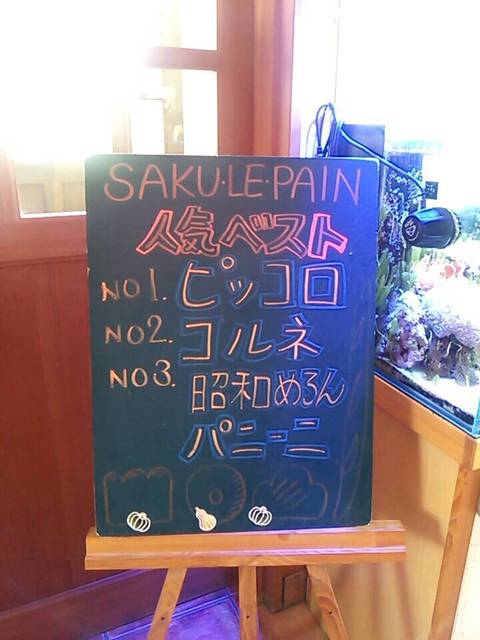 SAKU・LE・PAIN
人気ベスト
NO1. ピッコロ
NO2. コルネ
NO3. 昭和めろん
パニーニ